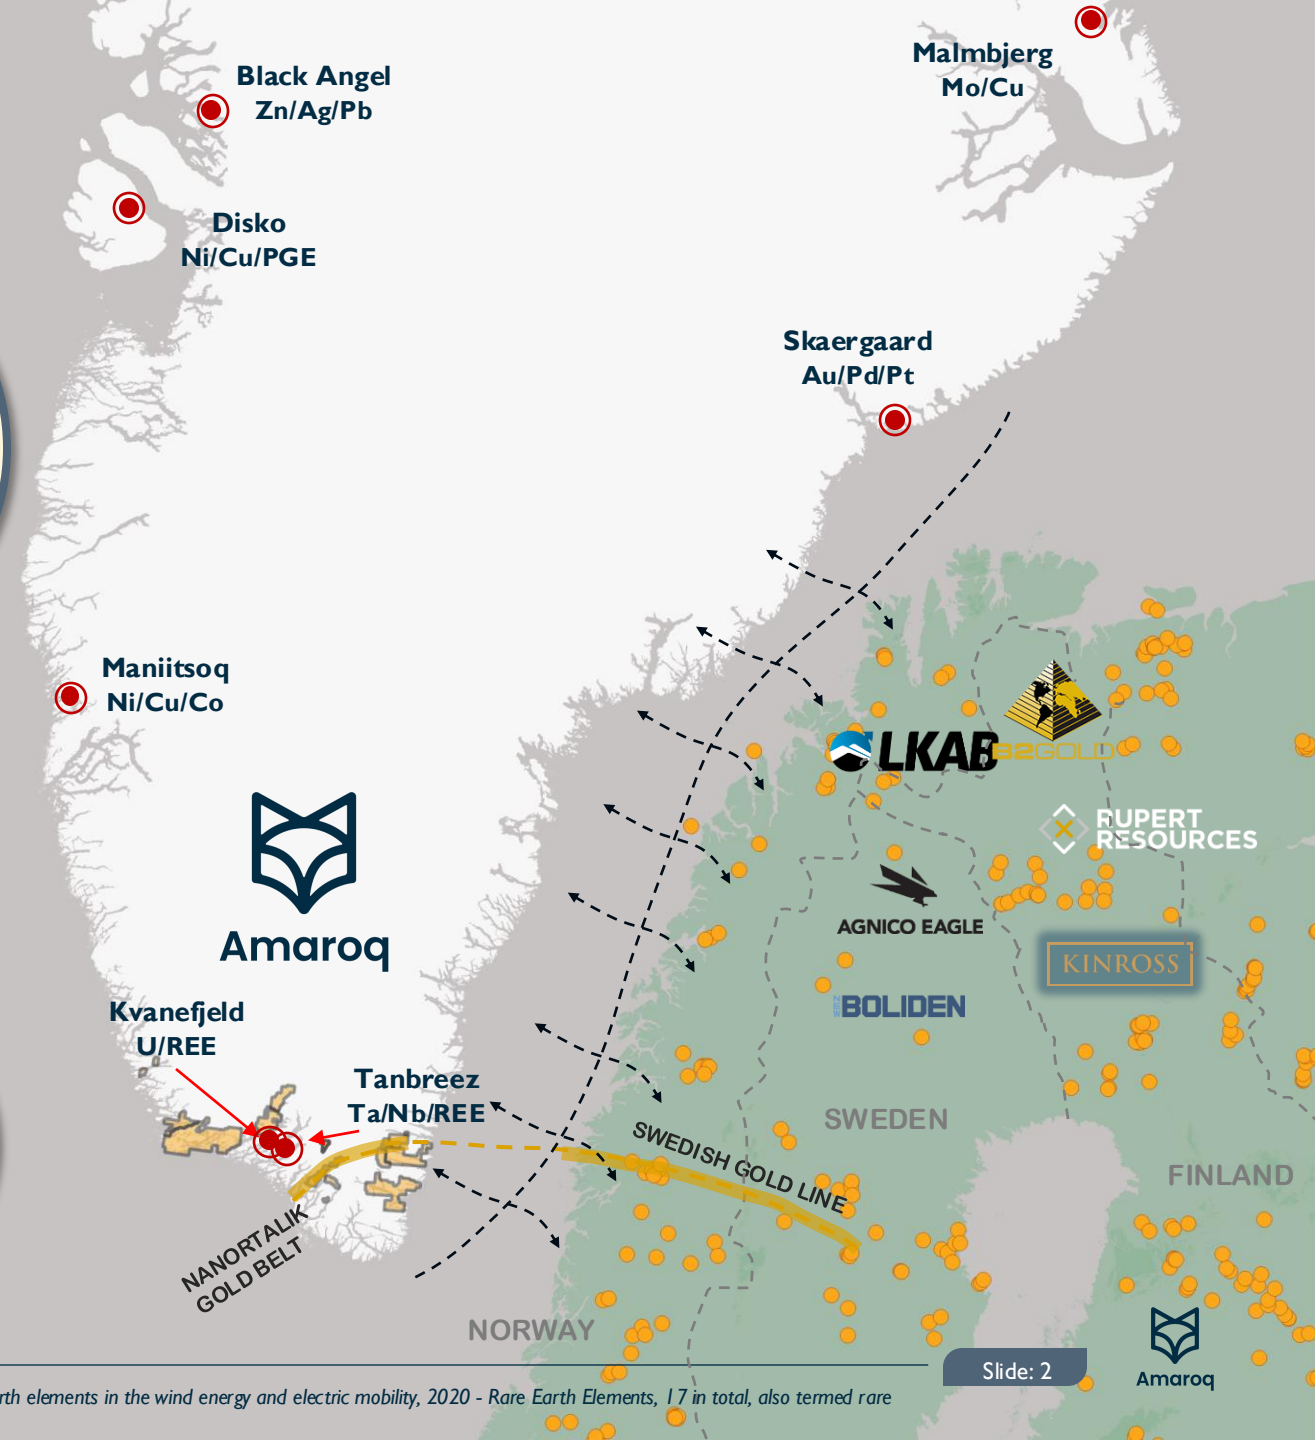 Malmbjerg
Mo/Cu
Black Angel
Zn/Ag/Pb
Disko
Ni/Cu/PGE
Skaergaard
Au/Pd/Pt
Maniitsoq
Ni/Cu/Co
LKAB
B2GOLD
RUPERT
RESOURCES
AGNICO EAGLE
Amaroq
KINROSS
BOLIDEN
Kvanefjeld
U/REE
Tanbreez
Ta/Nb/REE
SWEDEN
SWEDISH GOLD LINE
FINLAND
NANORTALIK
GOLD BELT
NORWAY
Slide: 2
Amaroq
rth elements in the wind energy and electric mobility, 2020 - Rare Earth Elements, 17 in total, also termed rare